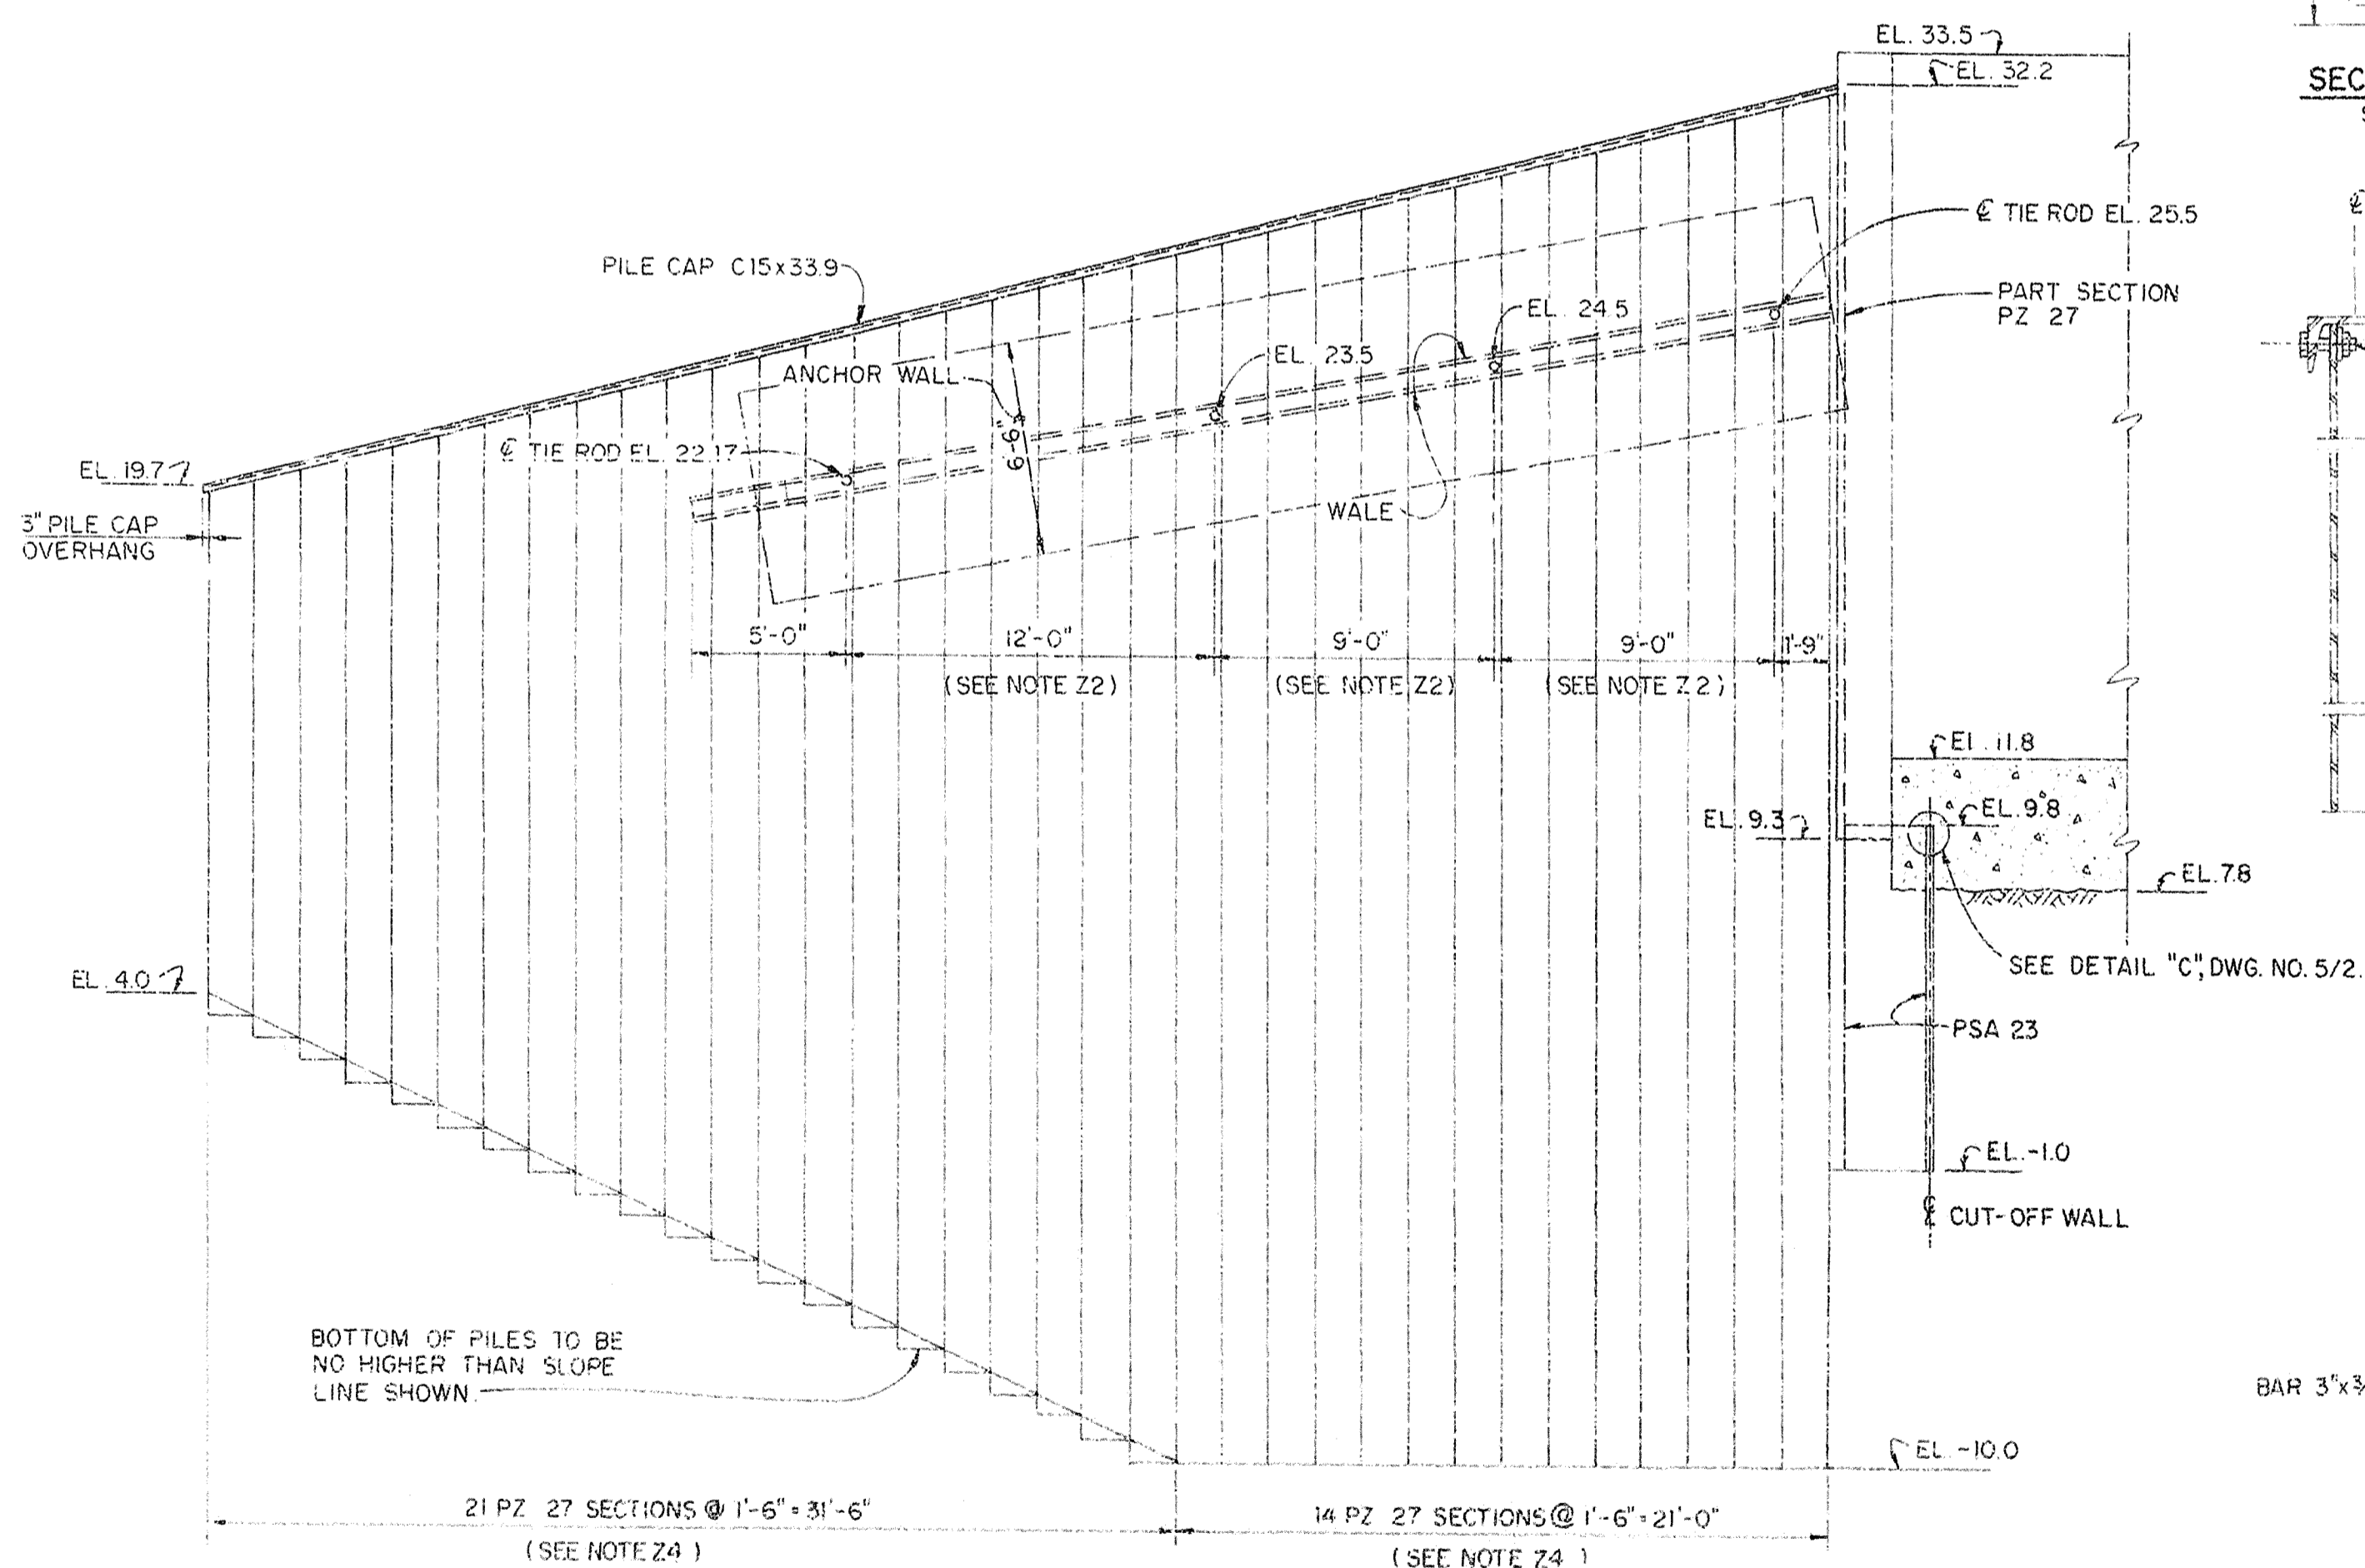 EL. 33.5
EL. 32.2
SEC
PILE CAP C15x33.9
℄ TIE ROD EL. 25.5
PART SECTION
PZ 27
EL. 24.5
EL. 23.5
ANCHOR WALL
6'-6"
℄ TIE ROD EL. 22.17
EL. 19.7
3" PILE CAP
OVERHANG
WALE
5'-0"
12'-0"
9'-0"
9'-0"
1'-9"
(SEE NOTE Z2)
(SEE NOTE Z2)
(SEE NOTE Z2)
EL. 11.8
EL. 9.8
EL. 9.3
EL. 7.8
SEE DETAIL "C", DWG. NO. 5/2.
EL. 4.0
PSA 23
EL. -1.0
℄ CUT-OFF WALL
BOTTOM OF PILES TO BE
NO HIGHER THAN SLOPE
LINE SHOWN.
BAR 3"x
EL. -10.0
21 PZ 27 SECTIONS @ 1'-6" = 31'-6"
(SEE NOTE Z4)
14 PZ 27 SECTIONS @ 1'-6" = 21'-0"
(SEE NOTE Z4)